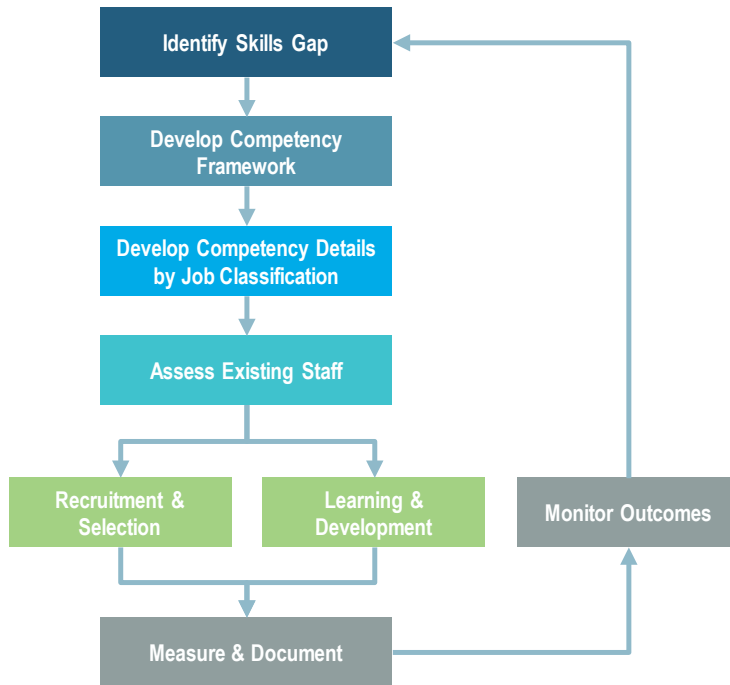 Identify Skills Gap
Develop Competency
Framework
Develop Competency Details
by Job Classification
Assess Existing Staff
Recruitment &
Selection
Learning &
Development
Monitor Outcomes
Measure & Document